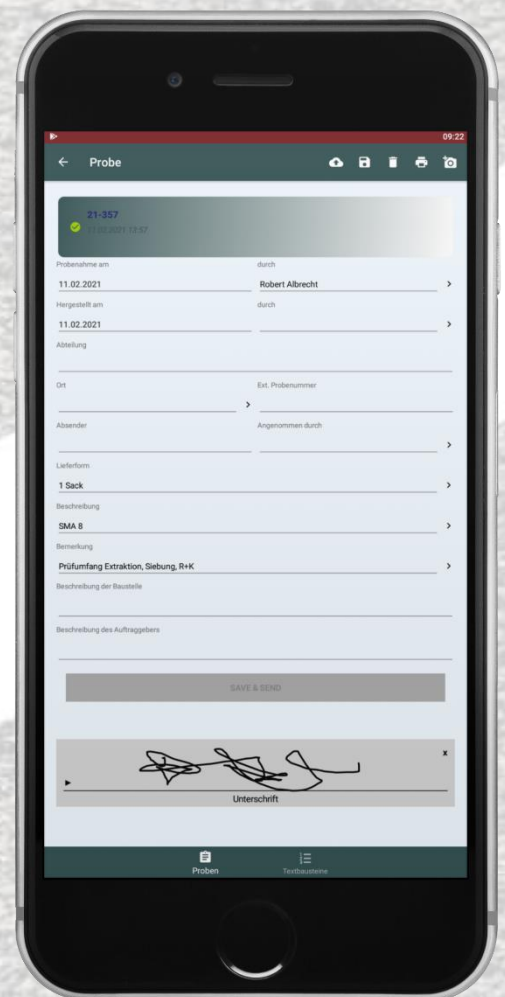 09:22
Probe
21-357
11.02.2021 12:57
Probenahme am durch
11.02.2021 Robert Albrecht
Hergestellt am durch
11.02.2021
Abteilung
Ort Ext. Probenummer
Absender Angenommen durch
Lieferform
1 Sack
Beschreibung
SMA 8
Bemerkung
Prüfumfang Extraktion, Siebung, R+K
Beschreibung der Baustelle
Beschreibung des Auftraggebers
SAVE & SEND
x
Unterschrift
Proben Textbausteine